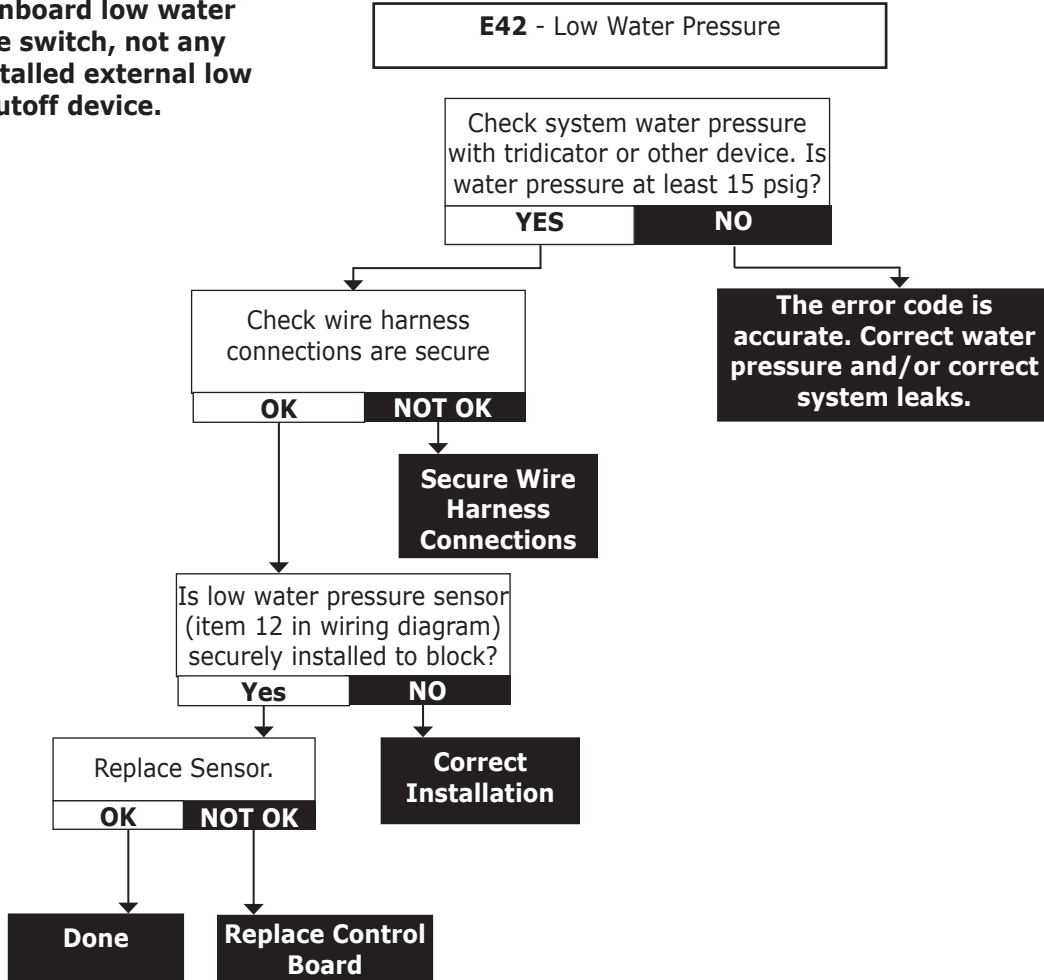 nboard low water
e switch, not any
talled external low
utoff device.
E42 - Low Water Pressure
Check system water pressure
with tridicator or other device. Is
water pressure at least 15 psig?
YES NO
Check wire harness
connections are secure
The error code is
accurate. Correct water
pressure and/or correct
system leaks.
OK NOT OK
Secure Wire
Harness
Connections
Is low water pressure sensor
(item 12 in wiring diagram)
securely installed to block?
Yes NO
Replace Sensor.
Correct
Installation
OK NOT OK
Done
Replace Control
Board